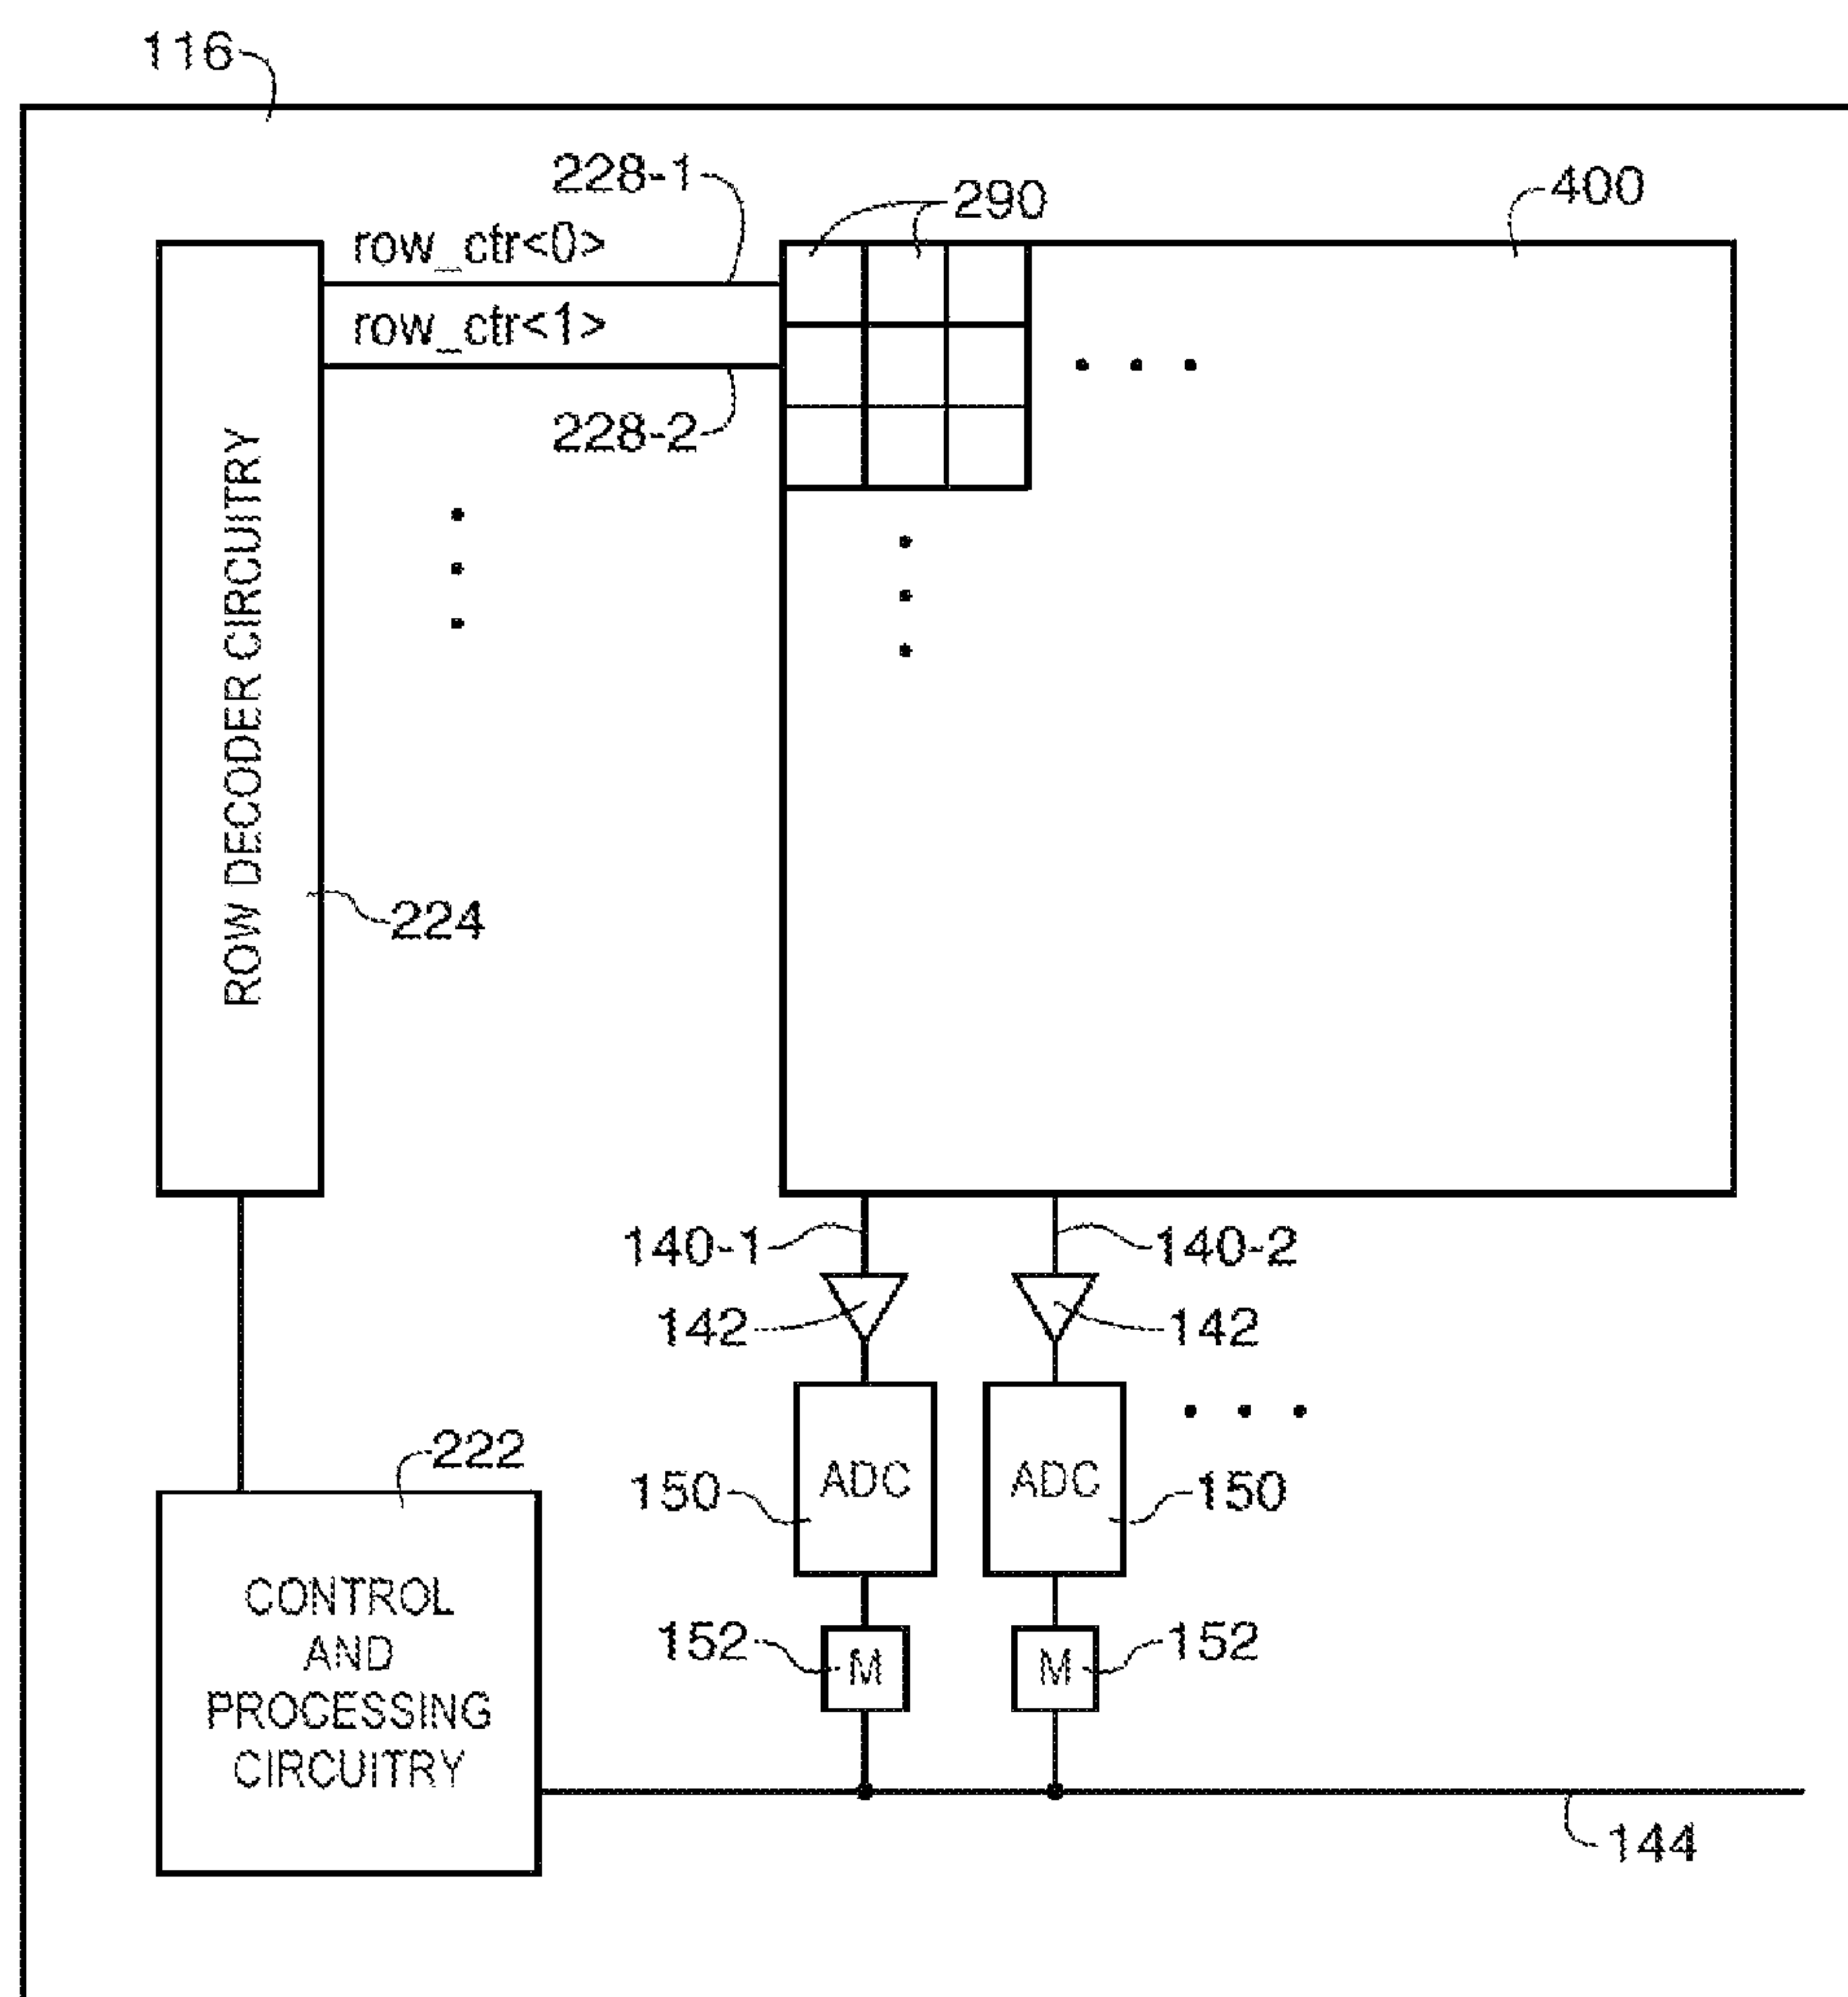 116
228-1
290
400
row_ctr<0>
row_ctr<1>
228-2
ROW DECODER CIRCUITRY
224
140-1
140-2
142
142
222
150
ADC
ADC
150
CONTROL
AND
PROCESSING
CIRCUITRY
152
M
M
152
144